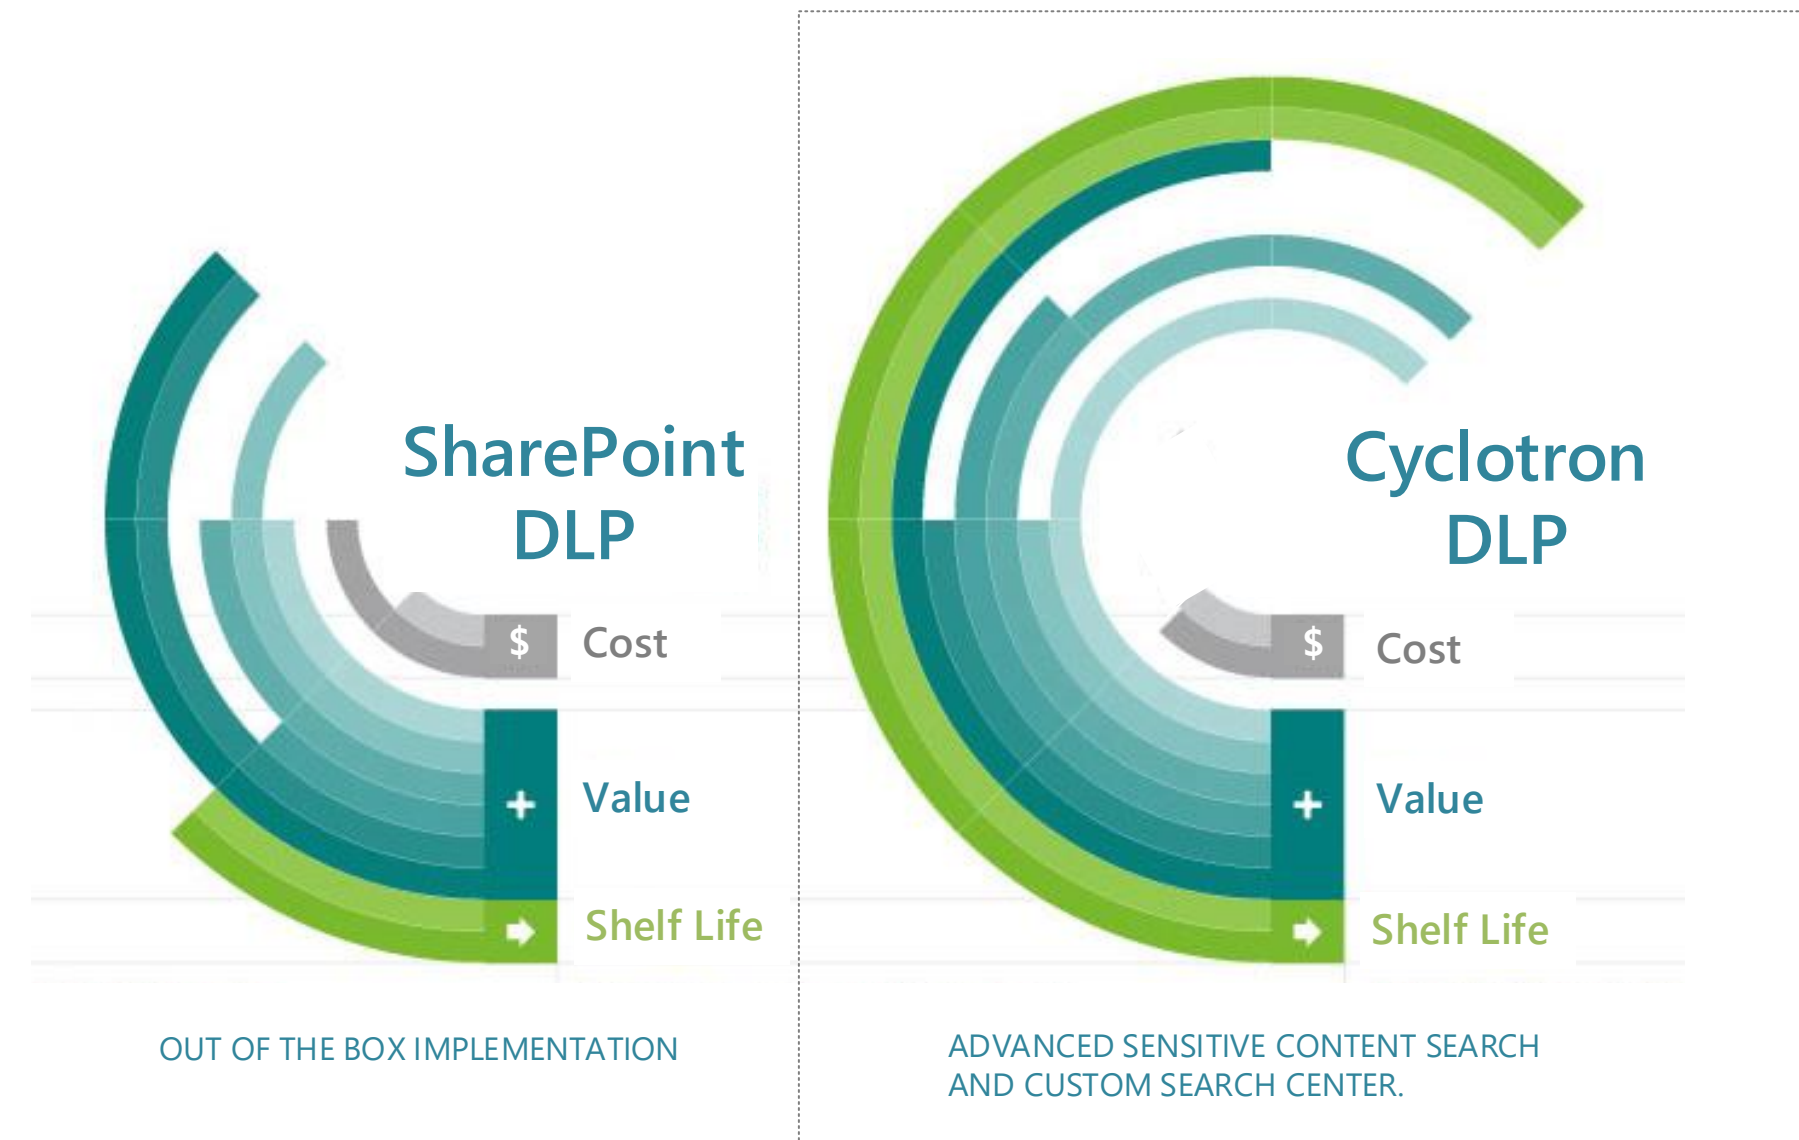 SharePoint
DLP
$
Cost
+
Value
Shelf Life
OUT OF THE BOX IMPLEMENTATION
Cyclotron
DLP
$
Cost
+
Value
Shelf Life
ADVANCED SENSITIVE CONTENT SEARCH
AND CUSTOM SEARCH CENTER.